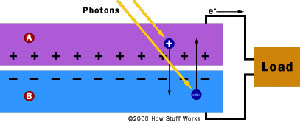 Photons
e-
A
+ + + + + + + + +
+
- - - - - - - - -
-
B
Load
©2000 How Stuff Works